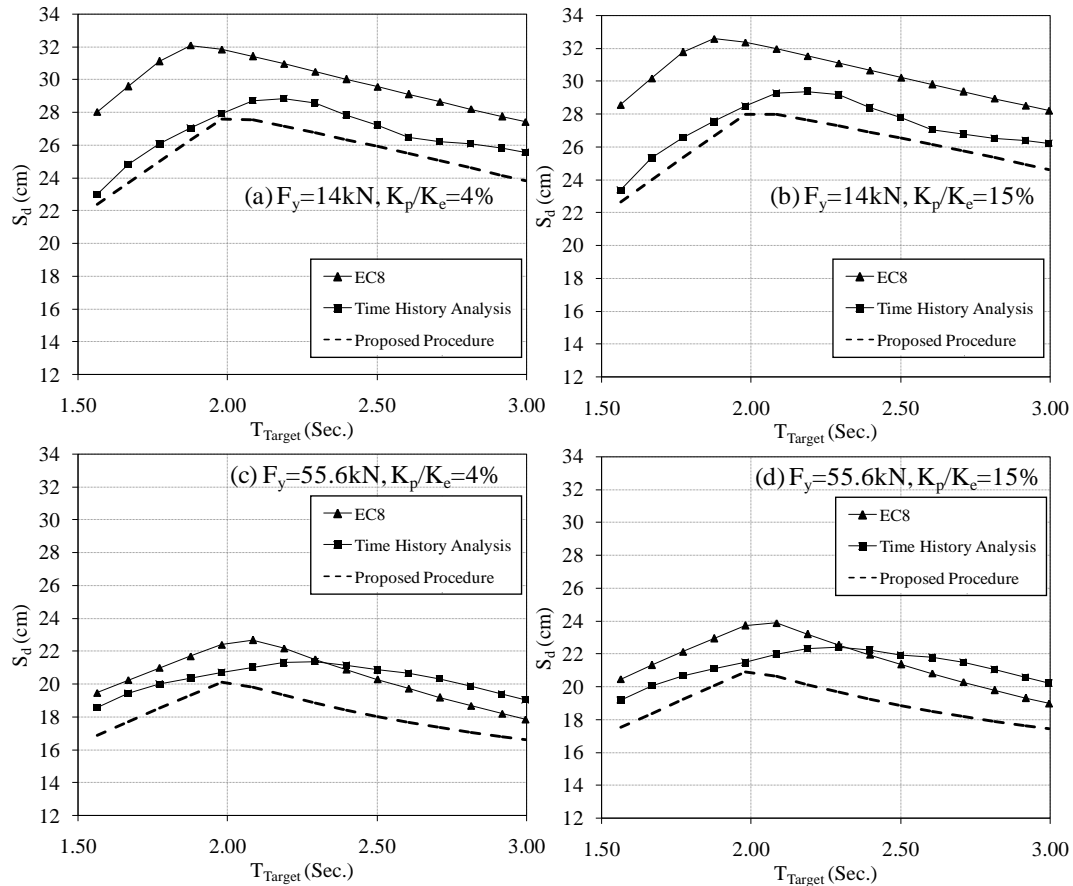 34
32
30
28
26
24
22
20
18
16
14
12
S_d (cm)
(a) F_y=14kN, K_p/K_e=4%
EC8
Time History Analysis
Proposed Procedure
1.50 2.00 2.50 3.00
T_Target (Sec.)
34
32
30
28
26
24
22
20
18
16
14
12
S_d (cm)
(b) F_y=14kN, K_p/K_e=15%
EC8
Time History Analysis
Proposed Procedure
1.50 2.00 2.50 3.00
T_Target (Sec.)
34
32
30
28
26
24
22
20
18
16
14
12
S_d (cm)
(c) F_y=55.6kN, K_p/K_e=4%
EC8
Time History Analysis
Proposed Procedure
1.50 2.00 2.50 3.00
T_Target (Sec.)
34
32
30
28
26
24
22
20
18
16
14
12
S_d (cm)
(d) F_y=55.6kN, K_p/K_e=15%
EC8
Time History Analysis
Proposed Procedure
1.50 2.00 2.50 3.00
T_Target (Sec.)